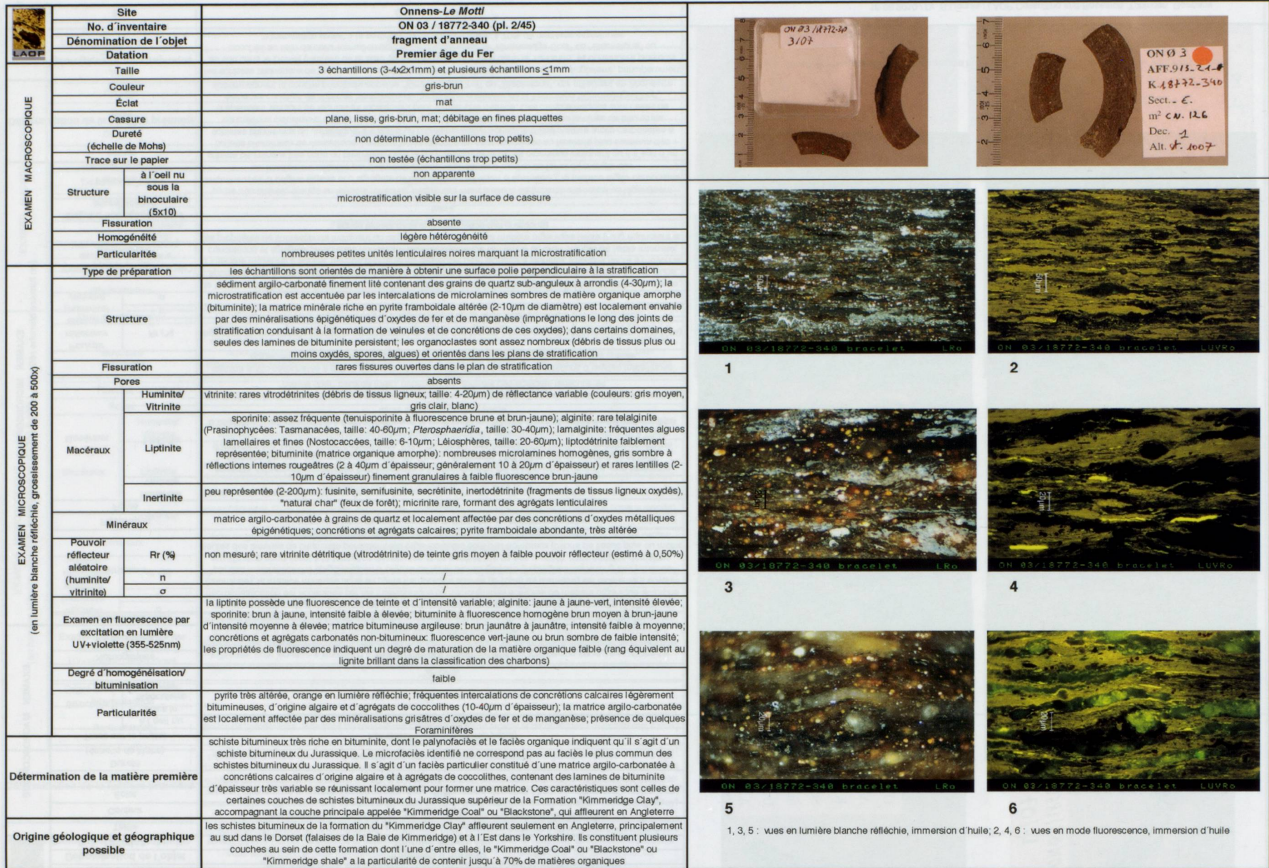 LAOP
Site
Onnens-Le Motti
No. d´inventaire
ON 03 / 18772-340 (pl. 2/45)
Dénomination de l´objet
fragment d´anneau
Datation
Premier âge du Fer
EXAMEN MACROSCOPIQUE
Taille
3 échantillons (3-4x2x1mm) et plusieurs échantillons ≤1mm
Couleur
gris-brun
Éclat
mat
Cassure
plane, lisse, gris-brun, mat; débitage en fines plaquettes
Dureté
(échelle de Mohs)
non déterminable (échantillons trop petits)
Trace sur le papier
non testée (échantillons trop petits)
Structure
à l´oeil nu
non apparente
sous la
binoculaire
(5x10)
microstratification visible sur la surface de cassure
Fissuration
absente
Homogénéité
légère hétérogénéité
Particularités
nombreuses petites unités lenticulaires noires marquant la microstratification
EXAMEN MICROSCOPIQUE
(en lumière blanche réfléchie, grossissement de 200 à 500x)
Type de préparation
les échantillons sont orientés de manière à obtenir une surface polie perpendiculaire à la stratification
Structure
sédiment argilo-carbonaté finement lité contenant des grains de quartz sub-anguleux à arrondis (4-30µm); la
microstratification est accentuée par les intercalations de microlamines sombres de matière organique amorphe
(bituminite); la matrice minérale riche en pyrite framboidale altérée (2-10µm de diamètre) est localement envahie
par des minéralisations épigénétiques d´oxydes de fer et de manganèse (imprégnations le long des joints de
stratification conduisant à la formation de veinules et de concrétions de ces oxydes); dans certains domaines,
seules des lamines de bituminite persistent; les organoclastes sont assez nombreux (débris de tissus plus ou
moins oxydés, spores, algues) et orientés dans les plans de stratification
Fissuration
rares fissures ouvertes dans le plan de stratification
Pores
absents
Macéraux
Huminite/
Vitrinite
vitrinite: rares vitrodétrinites (débris de tissus ligneux; taille: 4-20µm) de réflectance variable (couleurs: gris moyen,
gris clair, blanc)
Liptinite
sporinite: assez fréquente (tenuisporinite à fluorescence brune et brun-jaune); alginite: rare telalginite
(Prasinophycées: Tasmanacées, taille: 40-60µm; Pterosphaeridia, taille: 30-40µm); lamalginite: fréquentes algues
lamellaires et fines (Nostocaccées, taille: 6-10µm; Léiosphères, taille: 20-60µm); liptodétrinite faiblement
représentée; bituminite (matrice organique amorphe): nombreuses microlamines homogènes, gris sombre à
réflections internes rougeâtres (2 à 40µm d´épaisseur; généralement 10 à 20µm d´épaisseur) et rares lentilles (2-
10µm d´épaisseur) finement granulaires à faible fluorescence brun-jaune
Inertinite
peu représentée (2-200µm): fusinite, semifusinite, secrétinite, inertodétrinite (fragments de tissus ligneux oxydés),
"natural char" (feux de forêt); micrinite rare, formant des agrégats lenticulaires
Minéraux
matrice argilo-carbonatée à grains de quartz et localement affectée par des concrétions d´oxydes métalliques
épigénétiques; concrétions et agrégats calcaires; pyrite framboidale abondante, très altérée
Pouvoir
réflecteur
aléatoire
(huminite/
vitrinite)
Rr (%)
non mesuré; rare vitrinite détritique (vitrodétrinite) de teinte gris moyen à faible pouvoir réflecteur (estimé à 0,50%)
n
/
σ
/
Examen en fluorescence par
excitation en lumière
UV+violette (355-525nm)
la liptinite possède une fluorescence de teinte et d´intensité variable; alginite: jaune à jaune-vert, intensité élevée;
sporinite: brun à jaune, intensité faible à élevée; bituminite à fluorescence homogène brun moyen à brun-jaune
d´intensité moyenne à élevée; matrice bitumineuse argileuse: brun jaunâtre à jaunâtre, intensité faible à moyenne;
concrétions et agrégats carbonatés non-bitumineux: fluorescence vert-jaune ou brun sombre de faible intensité;
les propriétés de fluorescence indiquent un degré de maturation de la matière organique faible (rang équivalent au
lignite brillant dans la classification des charbons)
Degré d´homogénéisation/
bituminisation
faible
Particularités
pyrite très altérée, orange en lumière réfléchie; fréquentes intercalations de concrétions calcaires légèrement
bitumineuses, d´origine algaire et d´agrégats de coccolithes (10-40µm d´épaisseur); la matrice argilo-carbonatée
est localement affectée par des minéralisations grisâtres d´oxydes de fer et de manganèse; présence de quelques
Foraminifères
Détermination de la matière première
schiste bitumineux très riche en bituminite, dont le palynofaciès et le faciès organique indiquent qu´il s´agit d´un
schiste bitumineux du Jurassique. Le microfaciès identifié ne correspond pas au faciès le plus commun des
schistes bitumineux du Jurassique. Il s´agit d´un faciès particulier constitué d´une matrice argilo-carbonatée à
concrétions calcaires d´origine algaire et à agrégats de coccolithes, contenant des lamines de bituminite
d´épaisseur très variable se réunissant localement pour former une matrice. Ces caractéristiques sont celles de
certaines couches de schistes bitumineux du Jurassique supérieur de la Formation "Kimmeridge Clay",
accompagnant la couche principale appelée "Kimmeridge Coal" ou "Blackstone", qui affleurent en Angleterre
Origine géologique et géographique
possible
les schistes bitumineux de la formation du "Kimmeridge Clay" affleurent seulement en Angleterre, principalement
au sud dans le Dorset (falaises de la Baie de Kimmeridge) et à l´Est dans le Yorkshire. Ils constituent plusieurs
couches au sein de cette formation dont l´une d´entre elles, le "Kimmeridge Coal" ou "Blackstone" ou
"Kimmeridge shale" a la particularité de contenir jusqu´à 70% de matières organiques
3/07
ON Ø 3
K 18772-340
Sect. - E.
m² CN. 126
Dec. 1
Alt. 1007
ON 03/18772-340 bracelet LRo
1
ON 03/18772-340 bracelet LUVRo
2
ON 03/18772-340 bracelet LRo
3
ON 03/18772-340 bracelet LUVRo
4
ON 03/18772-340 bracelet LRo
5
ON 03/18772-340 bracelet LUVRo
6
1, 3, 5 : vues en lumière blanche réfléchie, immersion d´huile; 2, 4, 6 : vues en mode fluorescence, immersion d´huile